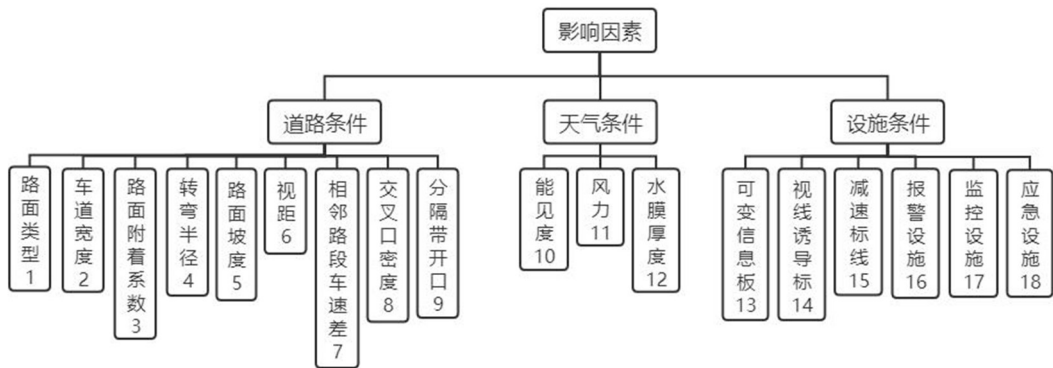 影响因素
道路条件
天气条件
设施条件
路面类型1
车道宽度2
路面附着系数3
转弯半径4
路面坡度5
视距6
相邻路段车速差7
交叉口密度8
分隔带开口9
能见度10
风力11
水膜厚度12
可变信息板13
视线诱导标14
减速标线15
报警设施16
监控设施17
应急设施18